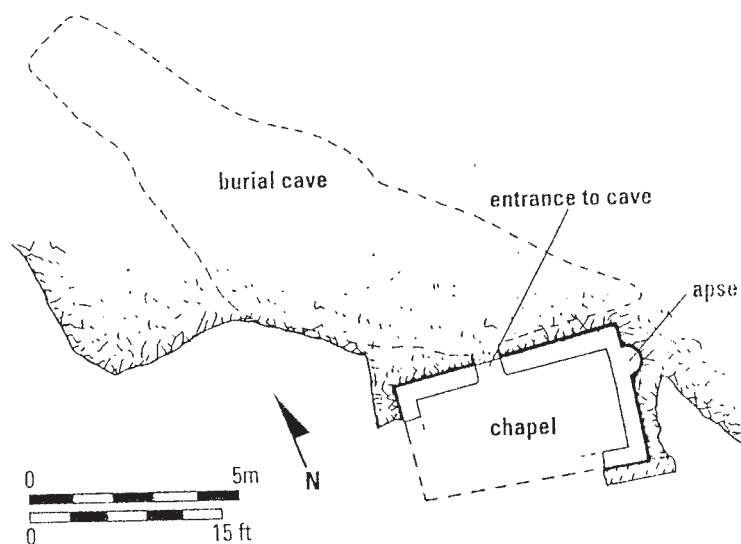 burial cave
entrance to cave
apse
chapel
N
0 5m
0 15 ft